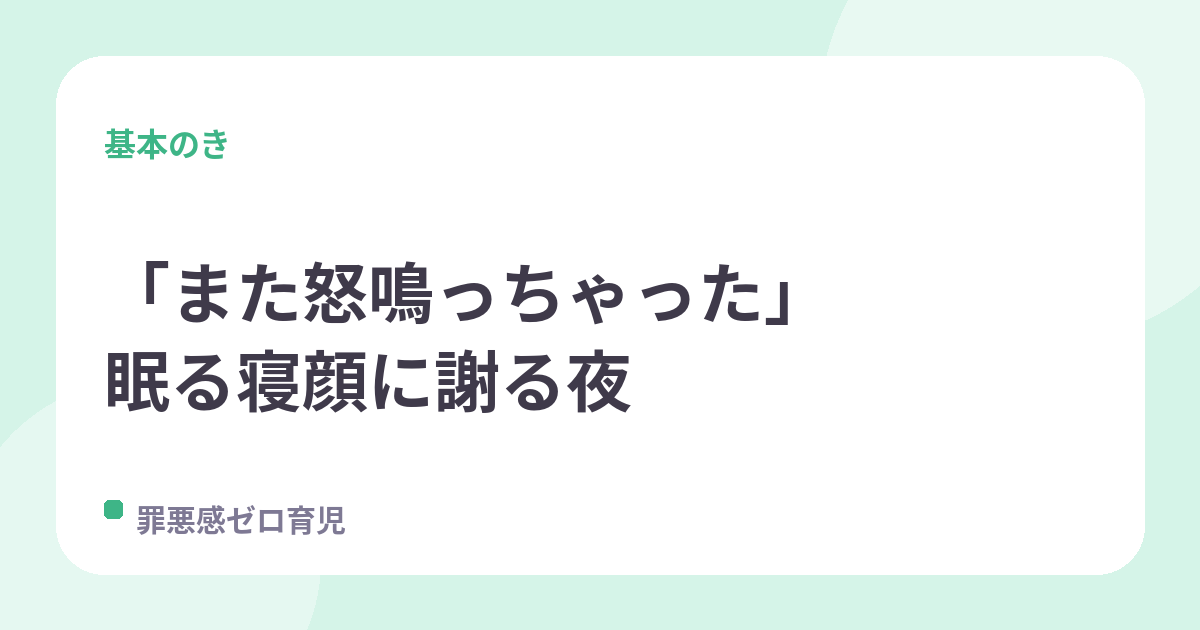 基本のき
「また怒鳴っちゃった」
眠る寝顔に謝る夜
罪悪感ゼロ育児